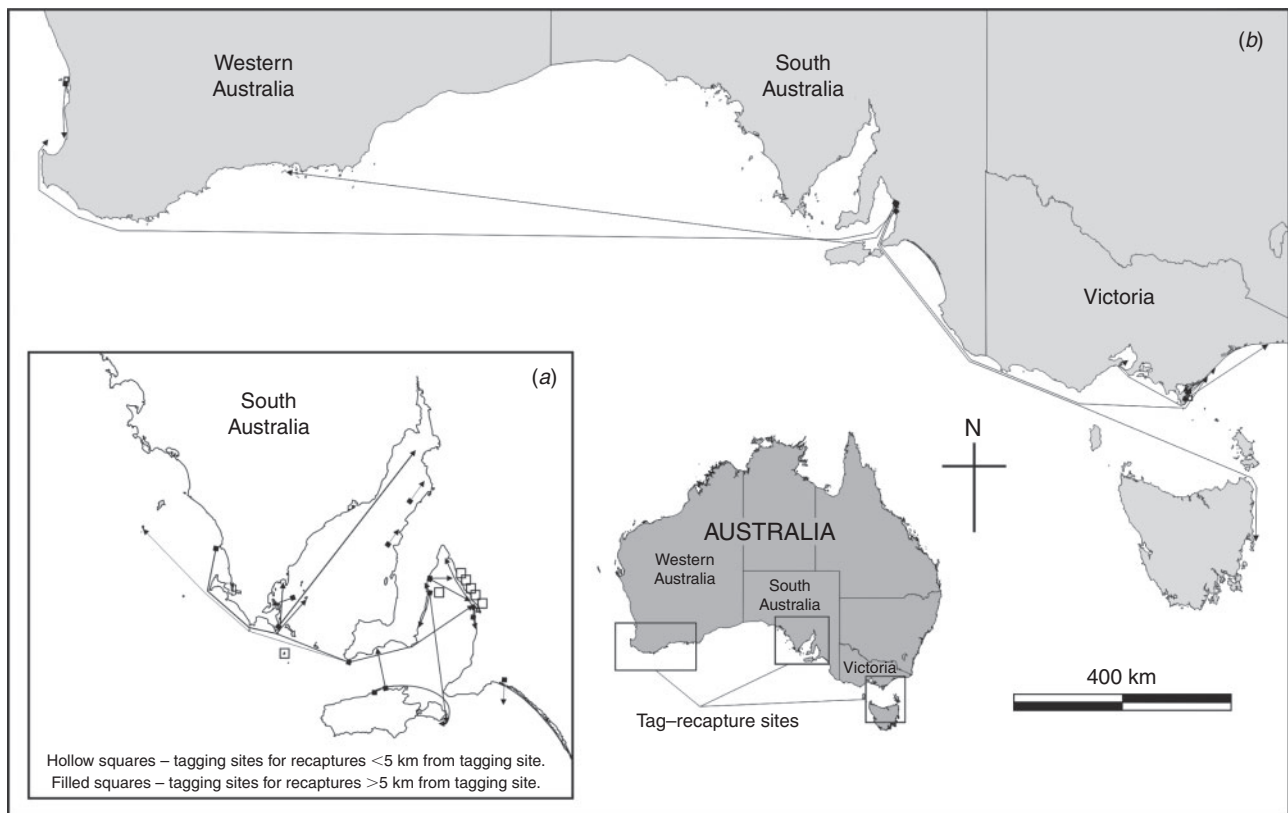 (b)
Western
Australia
South
Australia
Victoria
(a)
South
Australia
Hollow squares – tagging sites for recaptures <5 km from tagging site.
Filled squares – tagging sites for recaptures >5 km from tagging site.
N
AUSTRALIA
Western
Australia
South
Australia
Victoria
Tag–recapture sites
400 km